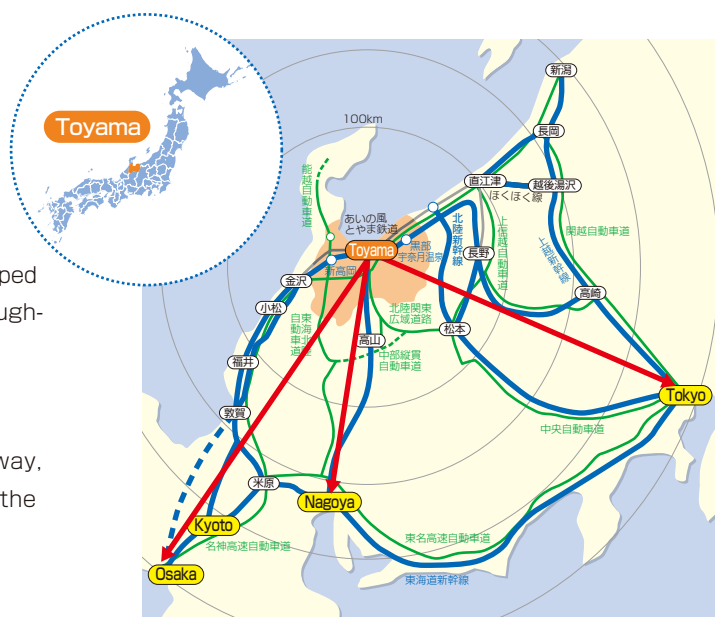 Toyama
ped
ugh-
way,
the
100km
新潟
長岡
直江津
越後湯沢
ほくほく線
能越自動車道
あいの風
とやま鉄道
Toyama
黒部
宇奈月温泉
北陸新幹線
長野
上信越自動車道
上越新幹線
関越自動車道
新高岡
金沢
小松
東海北陸
自動車道
北陸関東
広域道路
松本
高崎
高山
中部縦貫
自動車道
福井
敦賀
Tokyo
中央自動車道
米原
Nagoya
Kyoto
名神高速自動車道
東名高速自動車道
Osaka
東海道新幹線